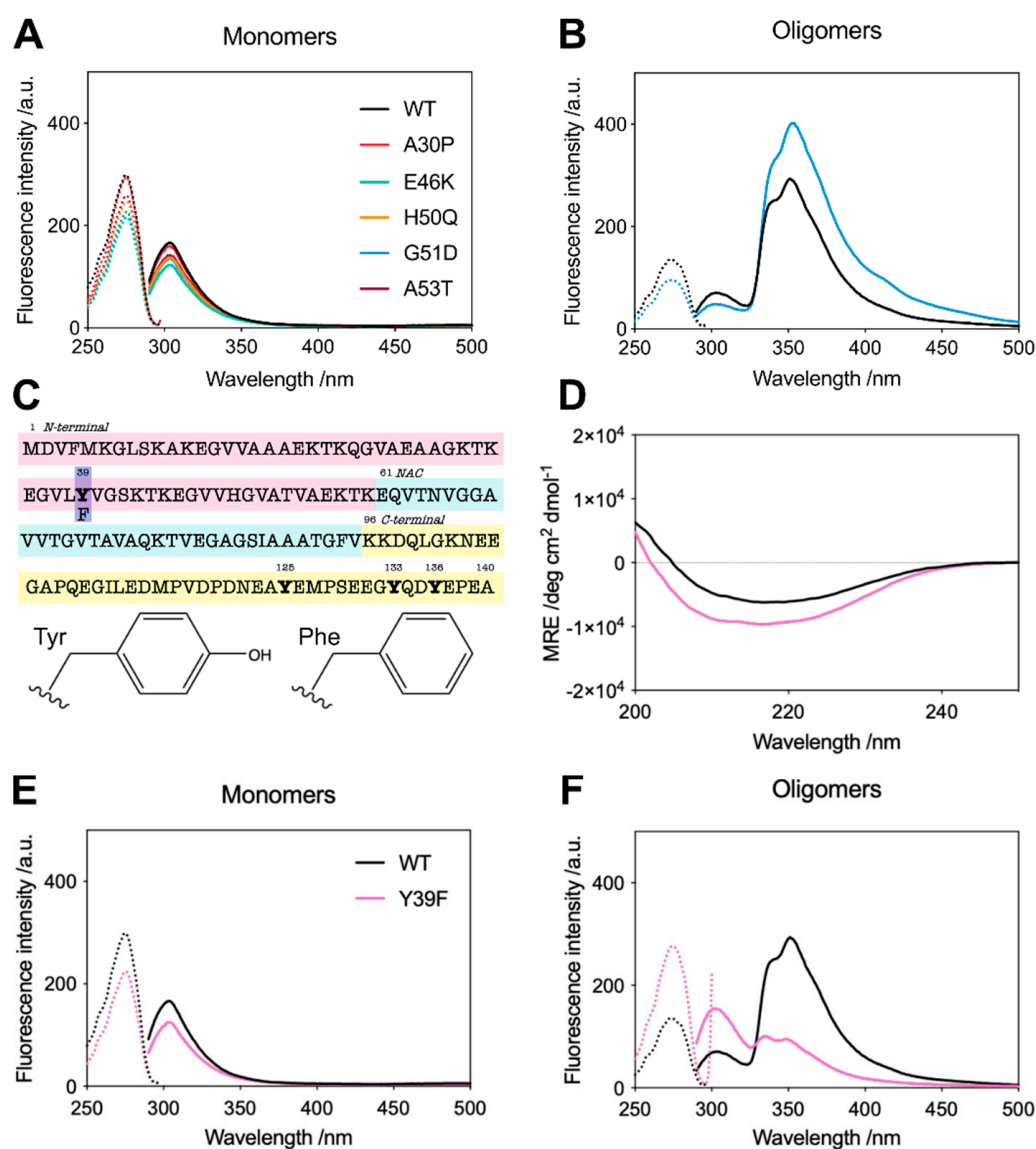 A
Monomers
Fluorescence intensity /a.u.
400
200
0
250 300 350 400 450 500
Wavelength /nm
WT
A30P
E46K
H50Q
G51D
A53T
B
Oligomers
Fluorescence intensity /a.u.
400
200
0
250 300 350 400 450 500
Wavelength /nm
C
1 N-terminal
MDVFMKGLSKAKEGVVAAAEKTKQGVAEAAGKTK
39 61 NAC
EGVLYVGSKTKEGVVHGVATVAEKTKEQVTNVGGA
F
96 C-terminal
VVTGVTAVAQKTVEGAGSIAAATGFVKKDQLGKNEE
125 133 136 140
GAPQEGILEDMPVDPDNEAYEMPSEEGYQDYEPEA
Tyr
OH
Phe
D
MRE /deg cm² dmol⁻¹
2×10⁴
1×10⁴
0
-1×10⁴
-2×10⁴
200 220 240
Wavelength /nm
E
Monomers
Fluorescence intensity /a.u.
400
200
0
250 300 350 400 450 500
Wavelength /nm
WT
Y39F
F
Oligomers
Fluorescence intensity /a.u.
400
200
0
250 300 350 400 450 500
Wavelength /nm